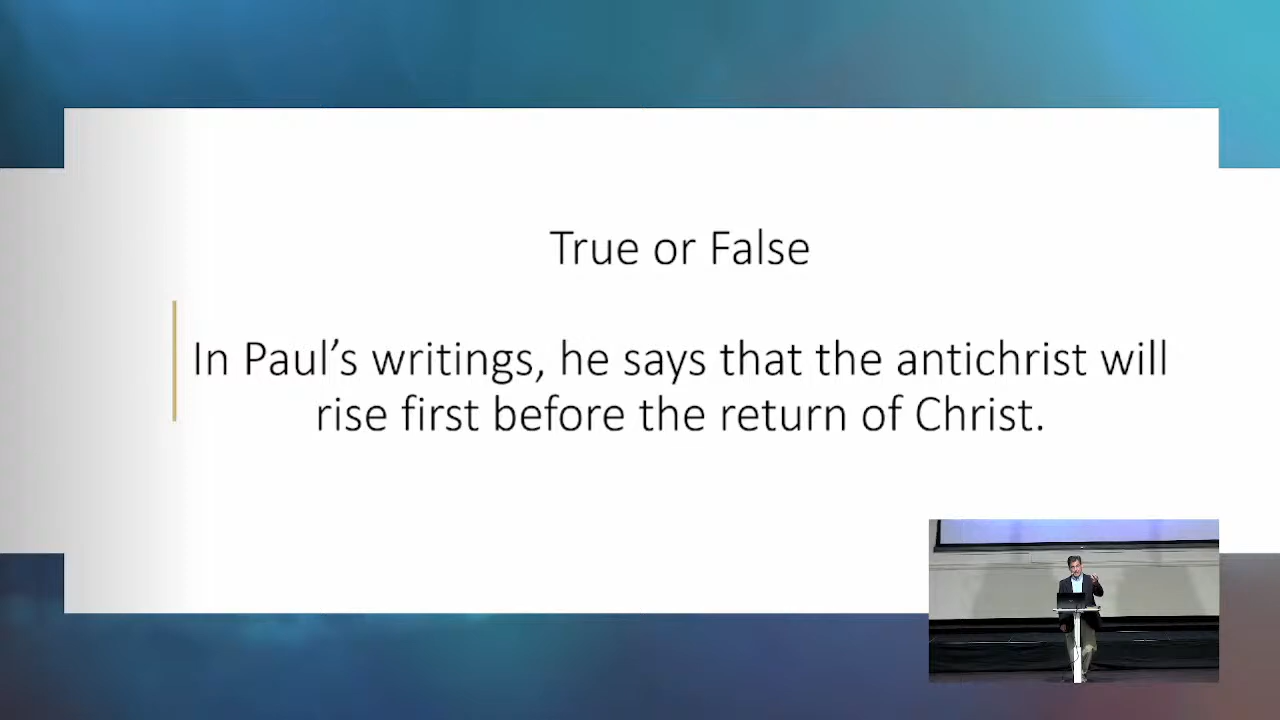 True or False
In Paul’s writings, he says that the antichrist will
rise first before the return of Christ.